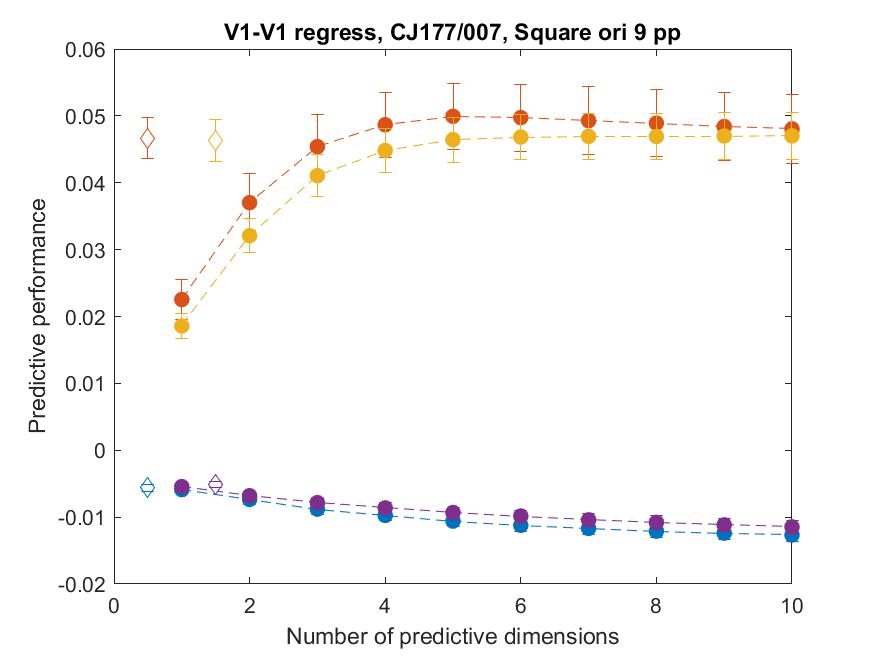 V1-V1 regress, CJ177/007, Square ori 9 pp
0.06
0.05
0.04
0.03
0.02
0.01
0
-0.01
-0.02
Predictive performance
0 2 4 6 8 10
Number of predictive dimensions